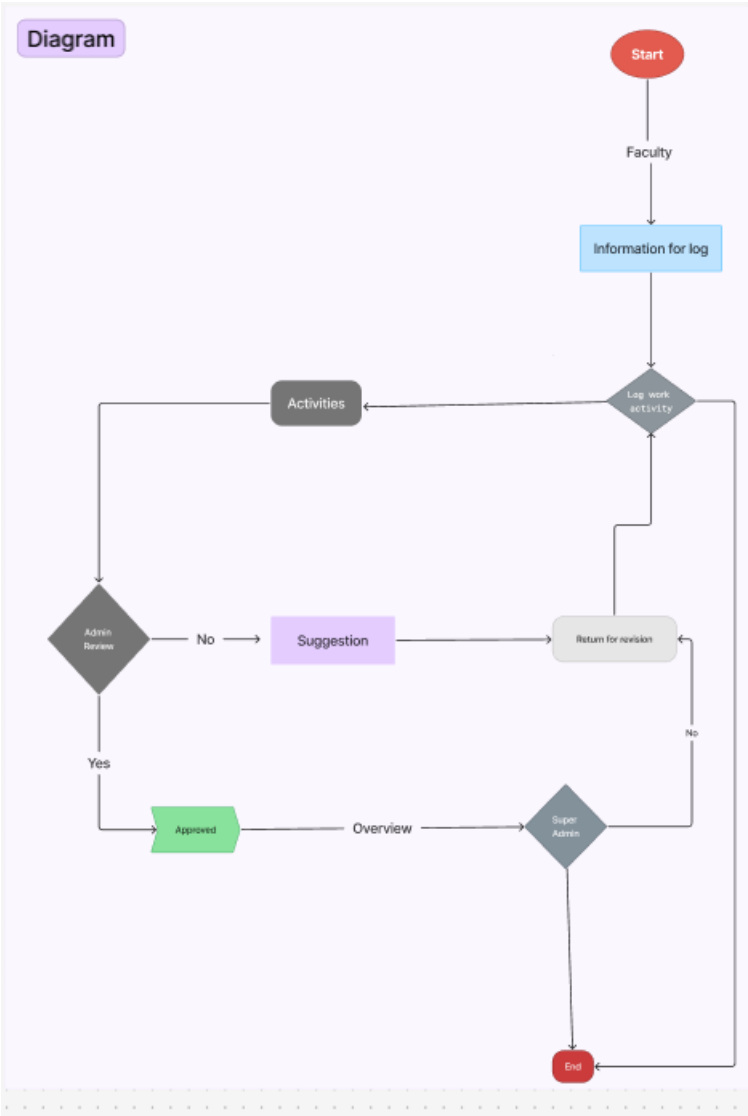 Diagram
Start
Faculty
Information for log
Log work
activity
Activities
Admin
Review
No
Suggestion
Return for revision
No
Yes
Approved
Overview
Super
Admin
End